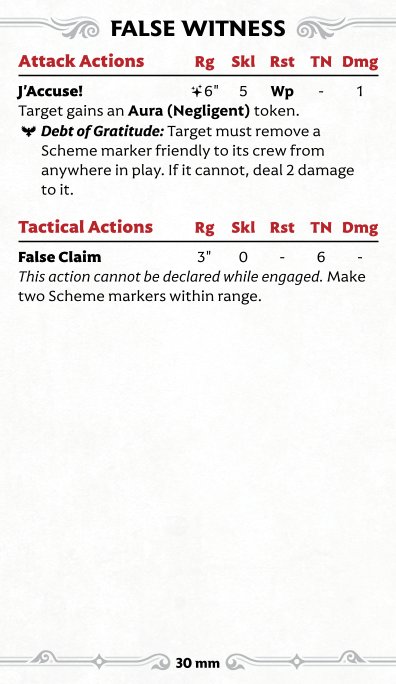 FALSE WITNESS
Attack Actions Rg Skl Rst TN Dmg
J'Accuse! 6" 5 Wp - 1
Target gains an Aura (Negligent) token.
Debt of Gratitude: Target must remove a
Scheme marker friendly to its crew from
anywhere in play. If it cannot, deal 2 damage
to it.
Tactical Actions Rg Skl Rst TN Dmg
False Claim 3" 0 - 6 -
This action cannot be declared while engaged. Make
two Scheme markers within range.
30 mm